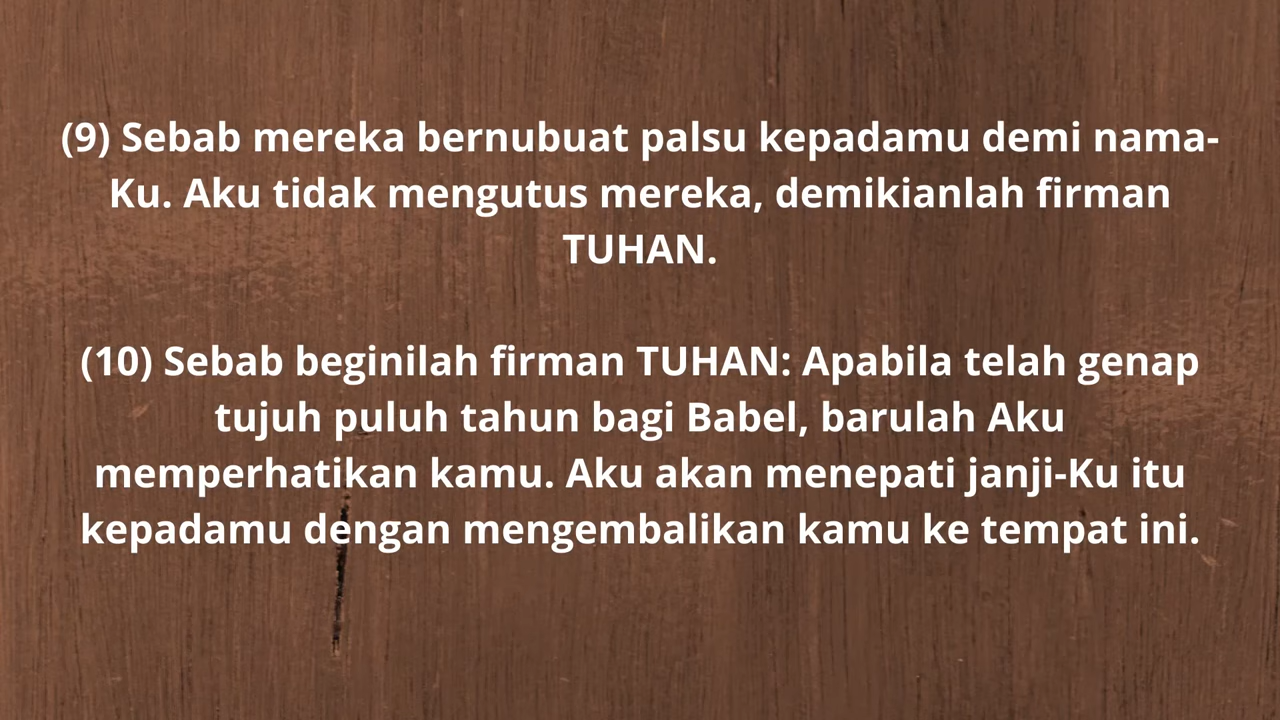 (9) Sebab mereka bernubuat palsu kepadamu demi nama-
Ku. Aku tidak mengutus mereka, demikianlah firman
TUHAN.
(10) Sebab beginilah firman TUHAN: Apabila telah genap
tujuh puluh tahun bagi Babel, barulah Aku
memperhatikan kamu. Aku akan menepati janji-Ku itu
kepadamu dengan mengembalikan kamu ke tempat ini.